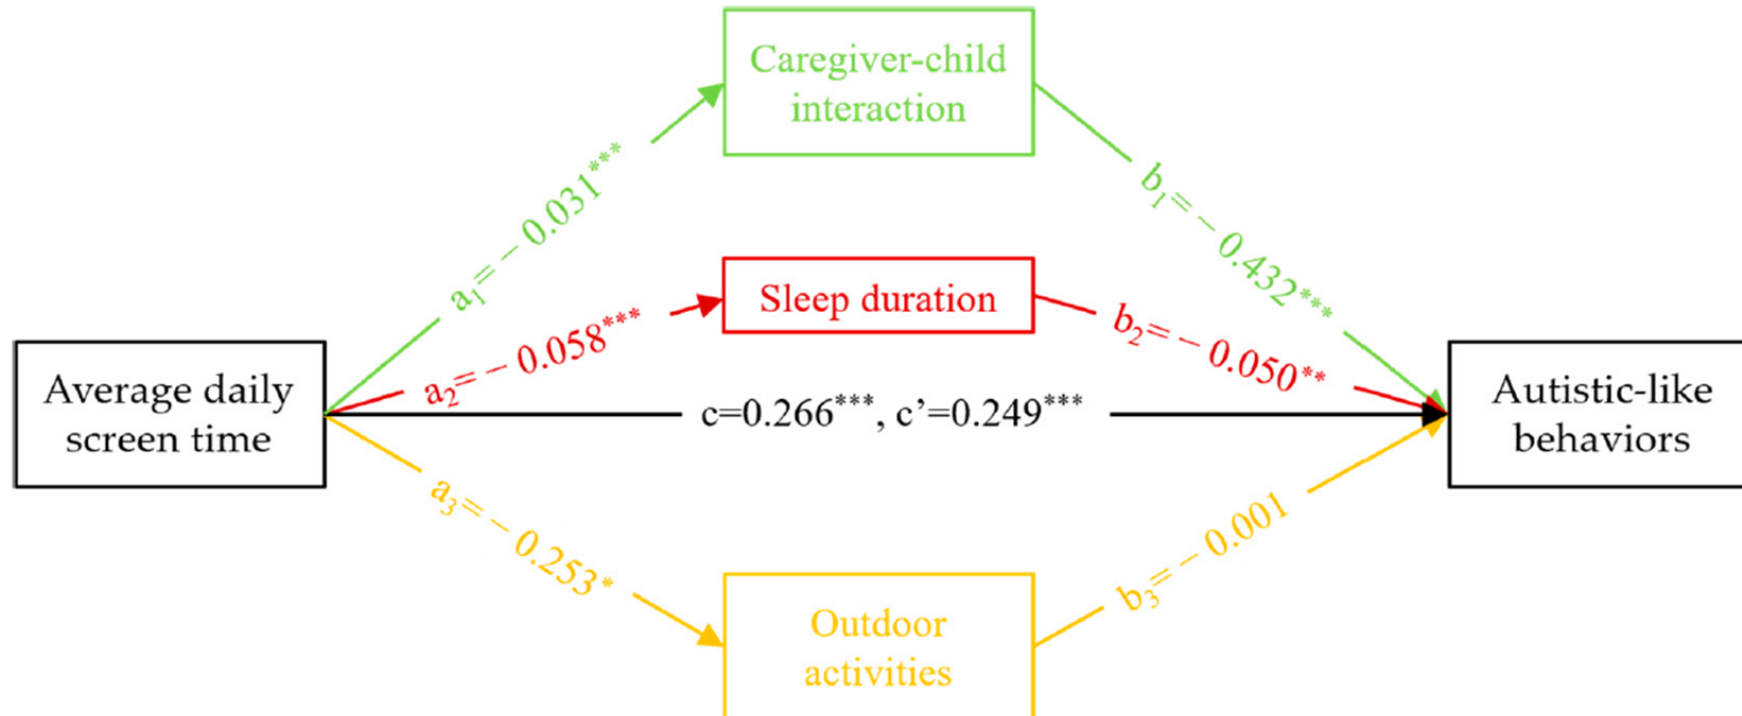 Caregiver-child
interaction
a₁= − 0.031***
b₁= − 0.432***
Sleep duration
a₂= − 0.058***
b₂= − 0.050**
Average daily
screen time
c=0.266***, c’=0.249***
Autistic-like
behaviors
a₃= − 0.253*
b₃= − 0.001
Outdoor
activities